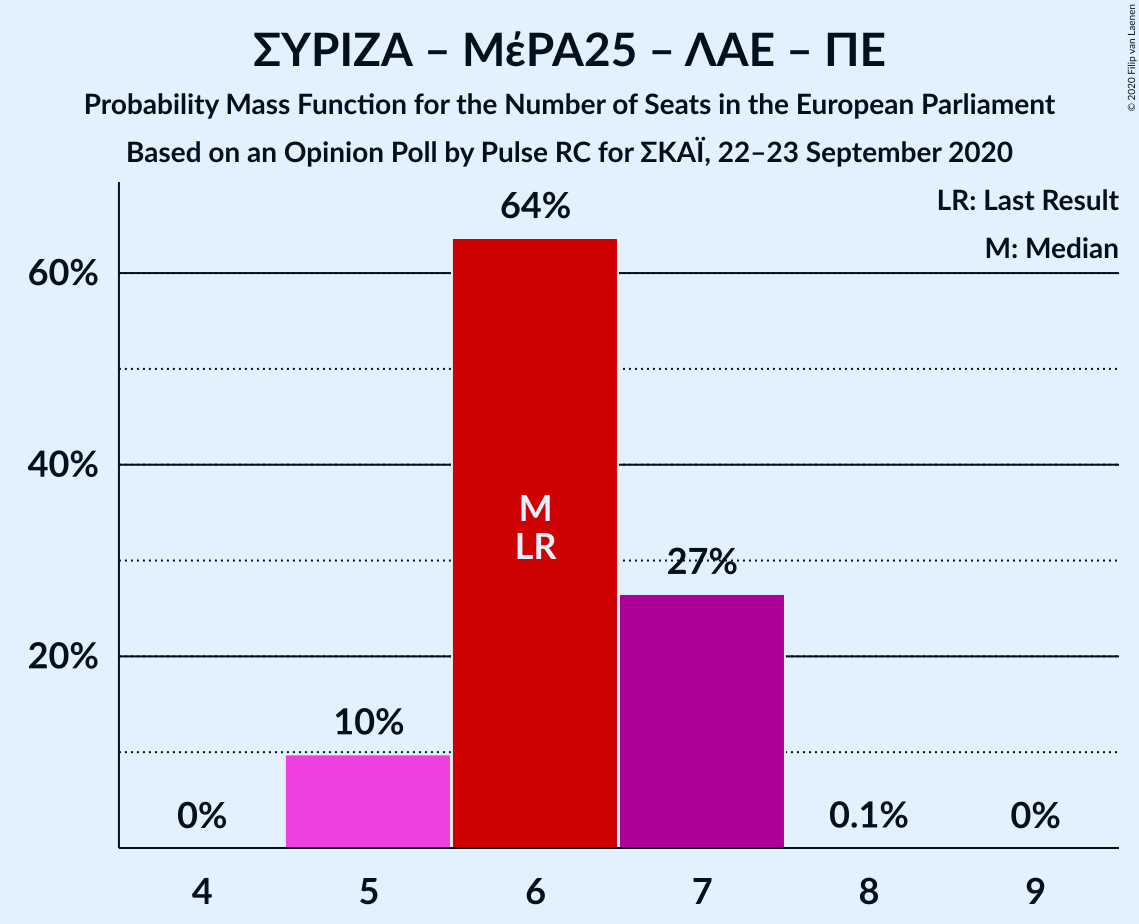 ΣΥΡΙΖΑ – ΜέΡΑ25 – ΛΑΕ – ΠΕ
Probability Mass Function for the Number of Seats in the European Parliament
Based on an Opinion Poll by Pulse RC for ΣΚΑΪ, 22–23 September 2020
© 2020 Filip van Laenen
LR: Last Result
M: Median
64%
60%
40%
M
LR
27%
20%
10%
0%
0.1%
0%
4 5 6 7 8 9